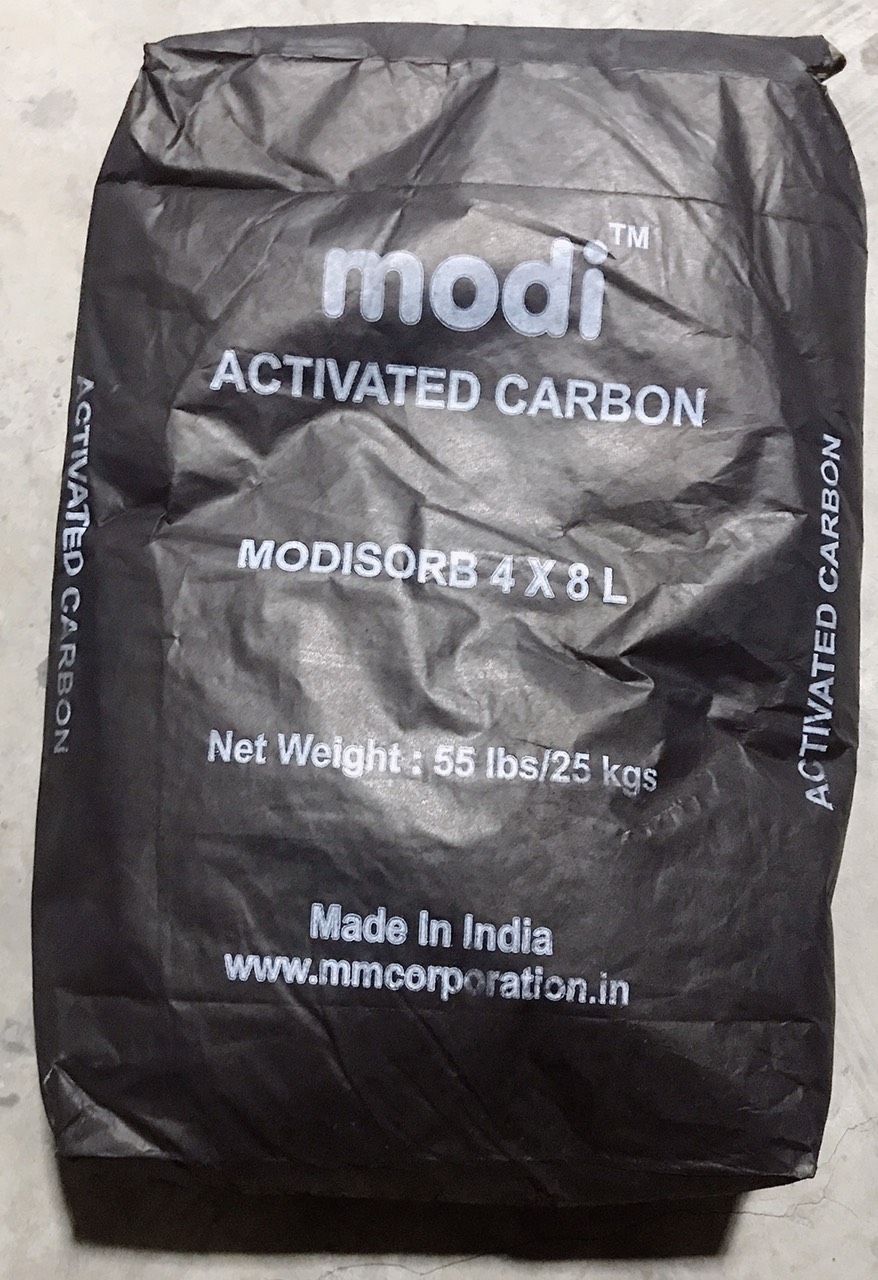 modi™
ACTIVATED CARBON
MODISORB 4 X 8 L
Net Weight : 55 lbs/25 kgs
Made In India
www.mmcorporation.in
ACTIVATED CARBON
ACTIVATED CARBON